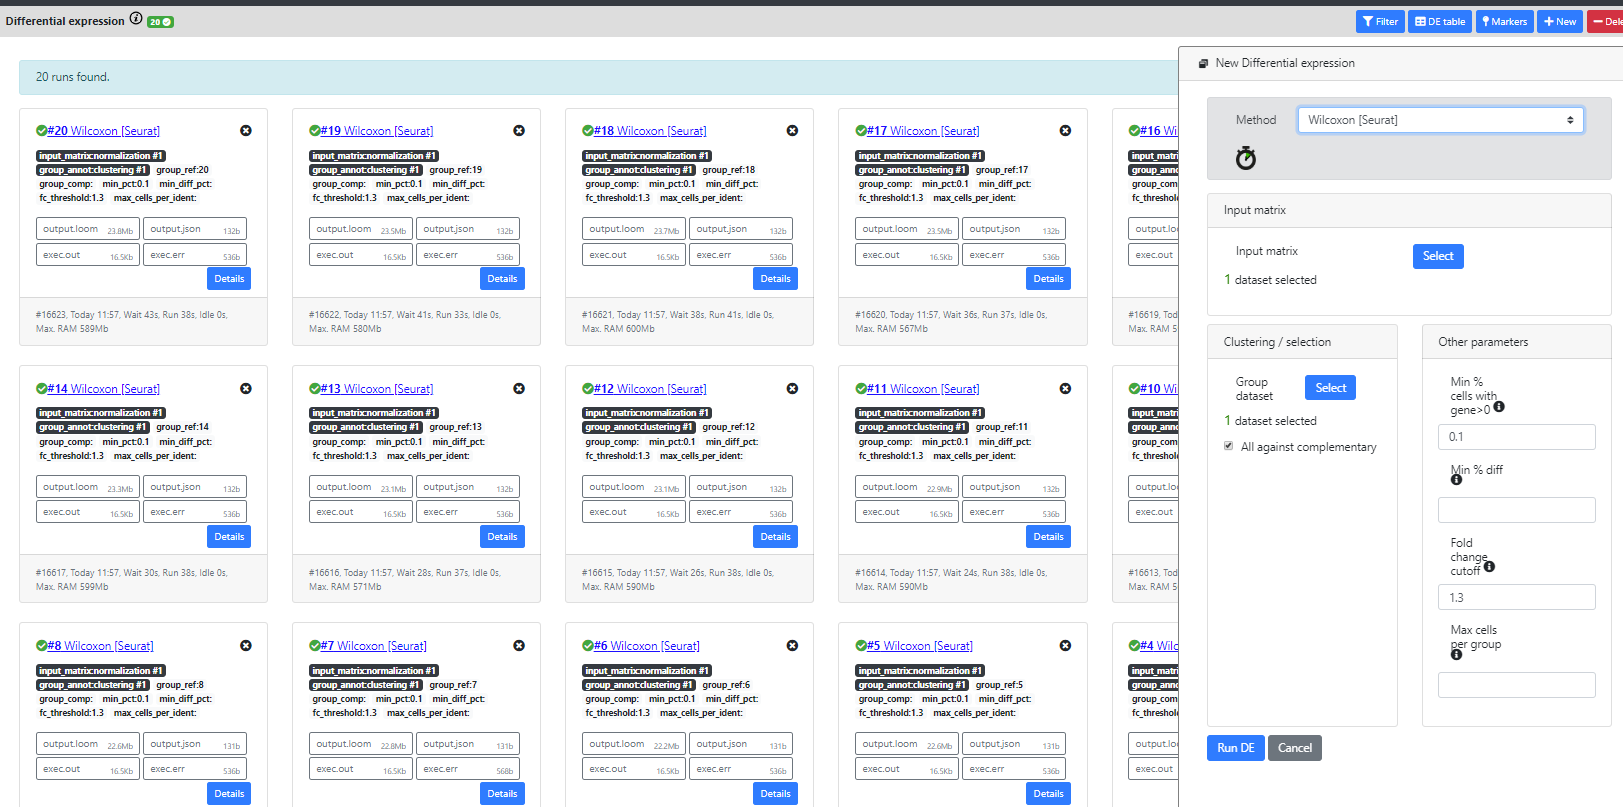 Differential expression 20
Filter DE table Markers New
20 runs found.
#20 Wilcoxon [Seurat]
input_matrix:normalization #1
group_annot:clustering #1 group_ref:20
group_comp: min_pct:0.1 min_diff_pct:
fc_threshold:1.3 max_cells_per_ident:
output.loom 23.8Mb output.json 132b
exec.out 16.5Kb exec.err 536b
Details
#16623, Today 11:57, Wait 43s, Run 38s, Idle 0s,
Max. RAM 589Mb
#19 Wilcoxon [Seurat]
input_matrix:normalization #1
group_annot:clustering #1 group_ref:19
group_comp: min_pct:0.1 min_diff_pct:
fc_threshold:1.3 max_cells_per_ident:
output.loom 23.5Mb output.json 132b
exec.out 16.5Kb exec.err 536b
Details
#16622, Today 11:57, Wait 41s, Run 33s, Idle 0s,
Max. RAM 580Mb
#18 Wilcoxon [Seurat]
input_matrix:normalization #1
group_annot:clustering #1 group_ref:18
group_comp: min_pct:0.1 min_diff_pct:
fc_threshold:1.3 max_cells_per_ident:
output.loom 23.7Mb output.json 132b
exec.out 16.5Kb exec.err 536b
Details
#16621, Today 11:57, Wait 38s, Run 41s, Idle 0s,
Max. RAM 600Mb
#17 Wilcoxon [Seurat]
input_matrix:normalization #1
group_annot:clustering #1 group_ref:17
group_comp: min_pct:0.1 min_diff_pct:
fc_threshold:1.3 max_cells_per_ident:
output.loom 23.5Mb output.json 132b
exec.out 16.5Kb exec.err 536b
Details
#16620, Today 11:57, Wait 36s, Run 37s, Idle 0s,
Max. RAM 567Mb
#16
group_comp:
fc_threshold:1
exec.out
#16619, Today
Max. RAM
#14 Wilcoxon [Seurat]
input_matrix:normalization #1
group_annot:clustering #1 group_ref:14
group_comp: min_pct:0.1 min_diff_pct:
fc_threshold:1.3 max_cells_per_ident:
output.loom 23.3Mb output.json 132b
exec.out 16.5Kb exec.err 536b
Details
#16617, Today 11:57, Wait 30s, Run 38s, Idle 0s,
Max. RAM 599Mb
#13 Wilcoxon [Seurat]
input_matrix:normalization #1
group_annot:clustering #1 group_ref:13
group_comp: min_pct:0.1 min_diff_pct:
fc_threshold:1.3 max_cells_per_ident:
output.loom 23.1Mb output.json 132b
exec.out 16.5Kb exec.err 536b
Details
#16616, Today 11:57, Wait 28s, Run 37s, Idle 0s,
Max. RAM 571Mb
#12 Wilcoxon [Seurat]
input_matrix:normalization #1
group_annot:clustering #1 group_ref:12
group_comp: min_pct:0.1 min_diff_pct:
fc_threshold:1.3 max_cells_per_ident:
output.loom 23.1Mb output.json 132b
exec.out 16.5Kb exec.err 536b
Details
#16615, Today 11:57, Wait 26s, Run 38s, Idle 0s,
Max. RAM 590Mb
#11 Wilcoxon [Seurat]
input_matrix:normalization #1
group_annot:clustering #1 group_ref:11
group_comp: min_pct:0.1 min_diff_pct:
fc_threshold:1.3 max_cells_per_ident:
output.loom 22.9Mb output.json 132b
exec.out 16.5Kb exec.err 536b
Details
#16614, Today 11:57, Wait 24s, Run 38s, Idle 0s,
Max. RAM 590Mb
#10
group_comp:
fc_threshold:1
exec.out
#16613, Today
Max. RAM
#8 Wilcoxon [Seurat]
input_matrix:normalization #1
group_annot:clustering #1 group_ref:8
group_comp: min_pct:0.1 min_diff_pct:
fc_threshold:1.3 max_cells_per_ident:
output.loom 22.6Mb output.json 131b
exec.out 16.5Kb exec.err 536b
Details
#7 Wilcoxon [Seurat]
input_matrix:normalization #1
group_annot:clustering #1 group_ref:7
group_comp: min_pct:0.1 min_diff_pct:
fc_threshold:1.3 max_cells_per_ident:
output.loom 22.8Mb output.json 131b
exec.out 16.5Kb exec.err 568b
Details
#6 Wilcoxon [Seurat]
input_matrix:normalization #1
group_annot:clustering #1 group_ref:6
group_comp: min_pct:0.1 min_diff_pct:
fc_threshold:1.3 max_cells_per_ident:
output.loom 22.2Mb output.json 131b
exec.out 16.5Kb exec.err 536b
Details
#5 Wilcoxon [Seurat]
input_matrix:normalization #1
group_annot:clustering #1 group_ref:5
group_comp: min_pct:0.1 min_diff_pct:
fc_threshold:1.3 max_cells_per_ident:
output.loom 22.6Mb output.json 131b
exec.out 16.5Kb exec.err 536b
Details
#4
group_comp:
fc_threshold:1
exec.out
New Differential expression
Method Wilcoxon [Seurat]
Input matrix
Input matrix Select
1 dataset selected
Clustering / selection
Group
dataset Select
1 dataset selected
All against complementary
Other parameters
Min %
cells with
gene>0
0.1
Min % diff
Fold
change
cutoff
1.3
Max cells
per group
Run DE Cancel